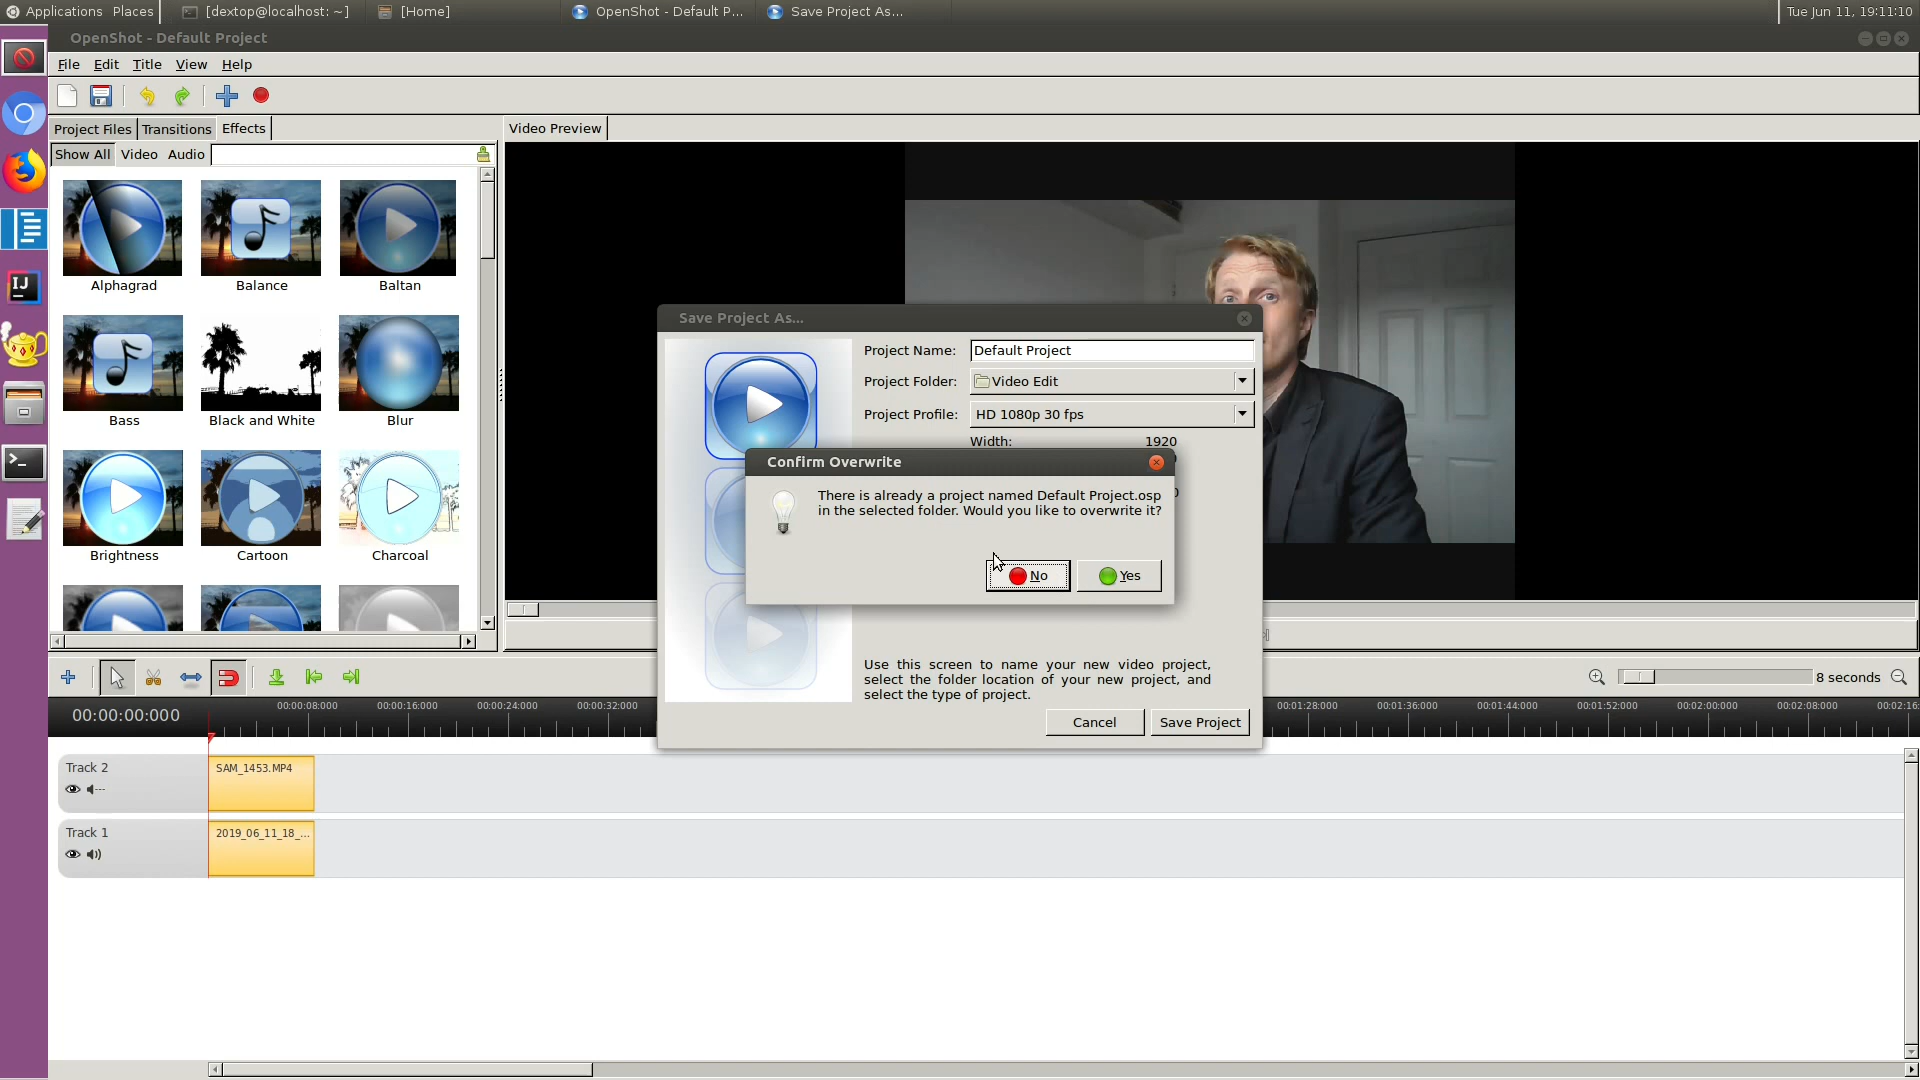 Applications Places [dextop@localhost: ~] [Home] OpenShot - Default P... Save Project As... Tue Jun 11, 19:11:10
OpenShot - Default Project
File Edit Title View Help
Project Files Transitions Effects
Video Preview
Show All Video Audio
Alphagrad Balance Baltan
Bass Black and White Blur
Brightness Cartoon Charcoal
Save Project As...
Project Name: Default Project
Project Folder: Video Edit
Project Profile: HD 1080p 30 fps
Width: 1920
Confirm Overwrite
There is already a project named Default Project.osp
in the selected folder. Would you like to overwrite it?
No Yes
Use this screen to name your new video project,
select the folder location of your new project, and
select the type of project.
Cancel Save Project
8 seconds
00:00:00:000 00:00:08:000 00:00:16:000 00:00:24:000 00:00:32:000 00:01:28:000 00:01:36:000 00:01:44:000 00:01:52:000 00:02:00:000 00:02:08:000 00:02:16:
Track 2 SAM_1453.MP4
Track 1 2019_06_11_18_...
IJ